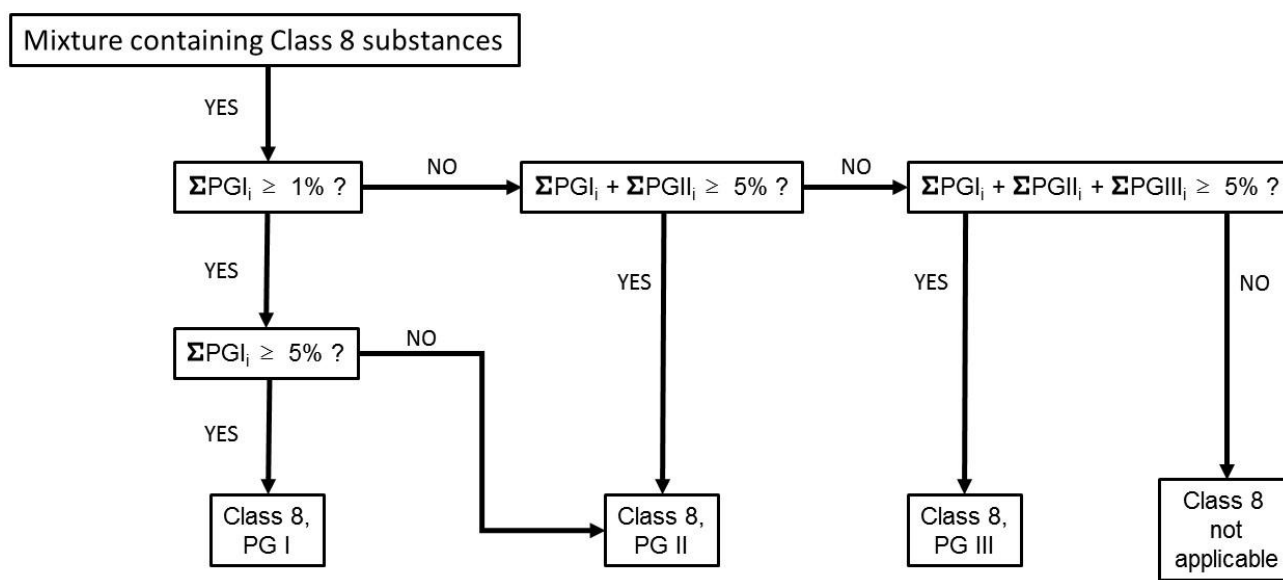 Mixture containing Class 8 substances
YES
ΣPGIᵢ ≥ 1% ?
NO
ΣPGIᵢ + ΣPGIIᵢ ≥ 5% ?
NO
ΣPGIᵢ + ΣPGIIᵢ + ΣPGIIIᵢ ≥ 5% ?
YES
YES
YES
NO
ΣPGIᵢ ≥ 5% ?
NO
YES
Class 8,
PG I
Class 8,
PG II
Class 8,
PG III
Class 8
not
applicable